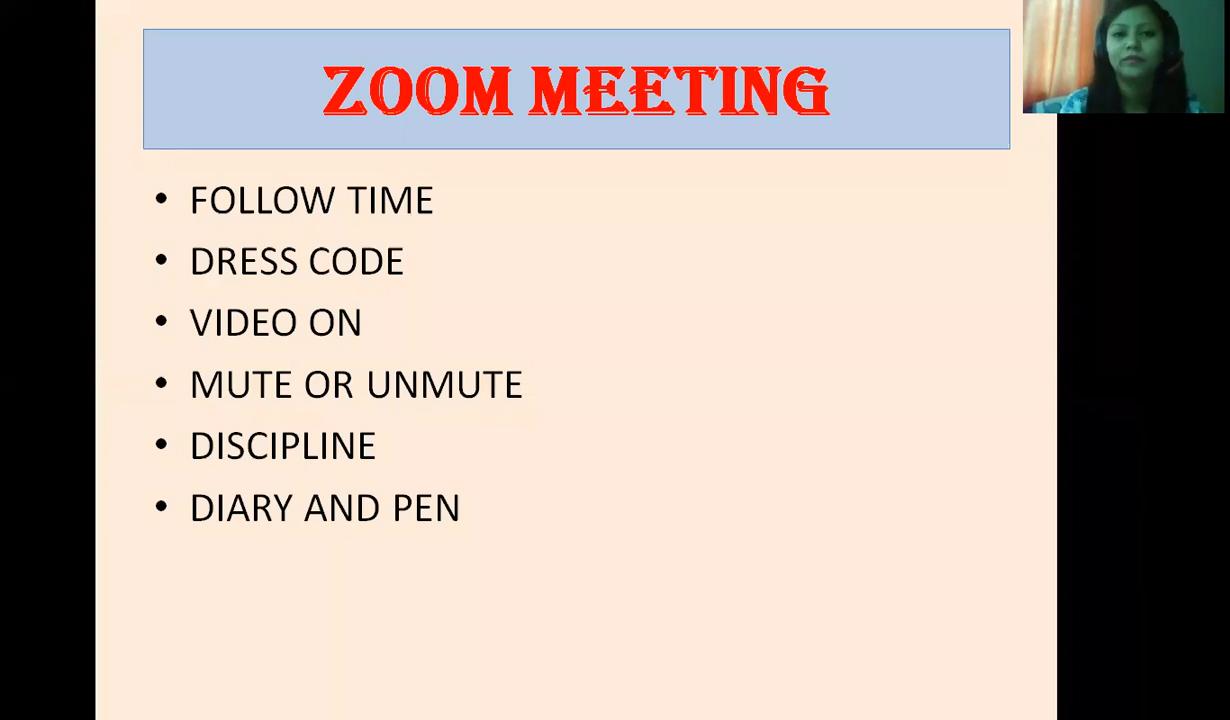 ZOOM MEETING
• FOLLOW TIME
• DRESS CODE
• VIDEO ON
• MUTE OR UNMUTE
• DISCIPLINE
• DIARY AND PEN